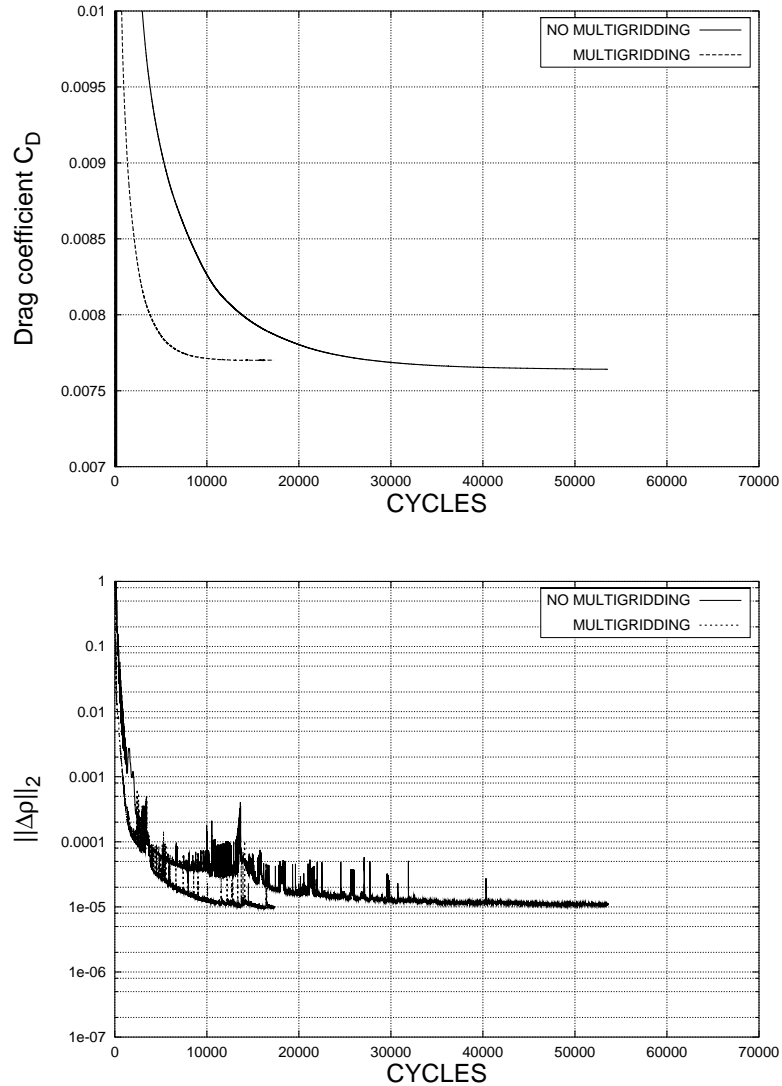 0.01
NO MULTIGRIDDING
MULTIGRIDDING
0.0095
0.009
0.0085
0.008
0.0075
0.007
Drag coefficient C_D
0 10000 20000 30000 40000 50000 60000 70000
CYCLES
1
NO MULTIGRIDDING
MULTIGRIDDING
0.1
0.01
0.001
0.0001
1e-05
1e-06
1e-07
||Δρ||_2
0 10000 20000 30000 40000 50000 60000 70000
CYCLES